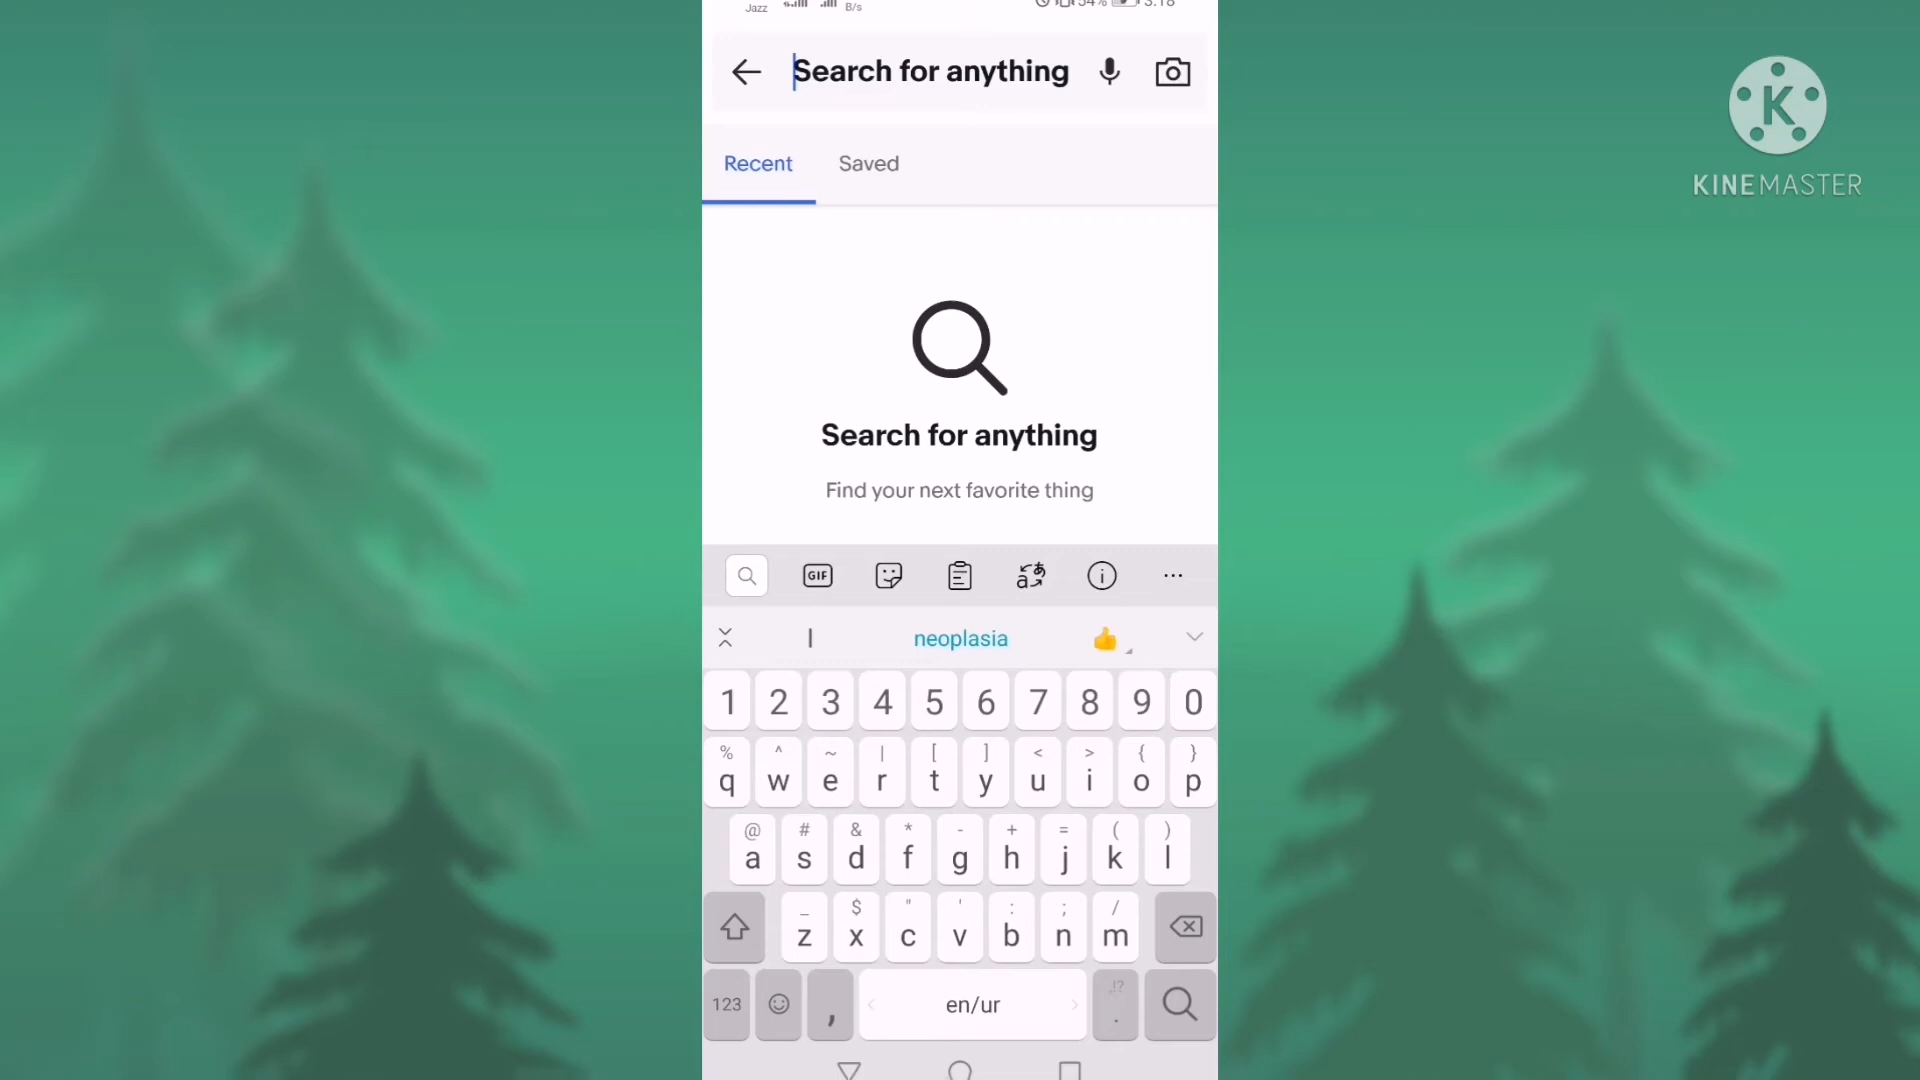 Jazz B/s 54% 3:18
Search for anything
K
KINEMASTER
Recent Saved
Search for anything
Find your next favorite thing
GIF
I neoplasia
1 2 3 4 5 6 7 8 9 0
% ^ ~ | [ ] < > { }
q w e r t y u i o p
@ # & * - + = ( )
a s d f g h j k l
_ $ " ' : ; /
z x c v b n m
123 , en/ur ,!? .